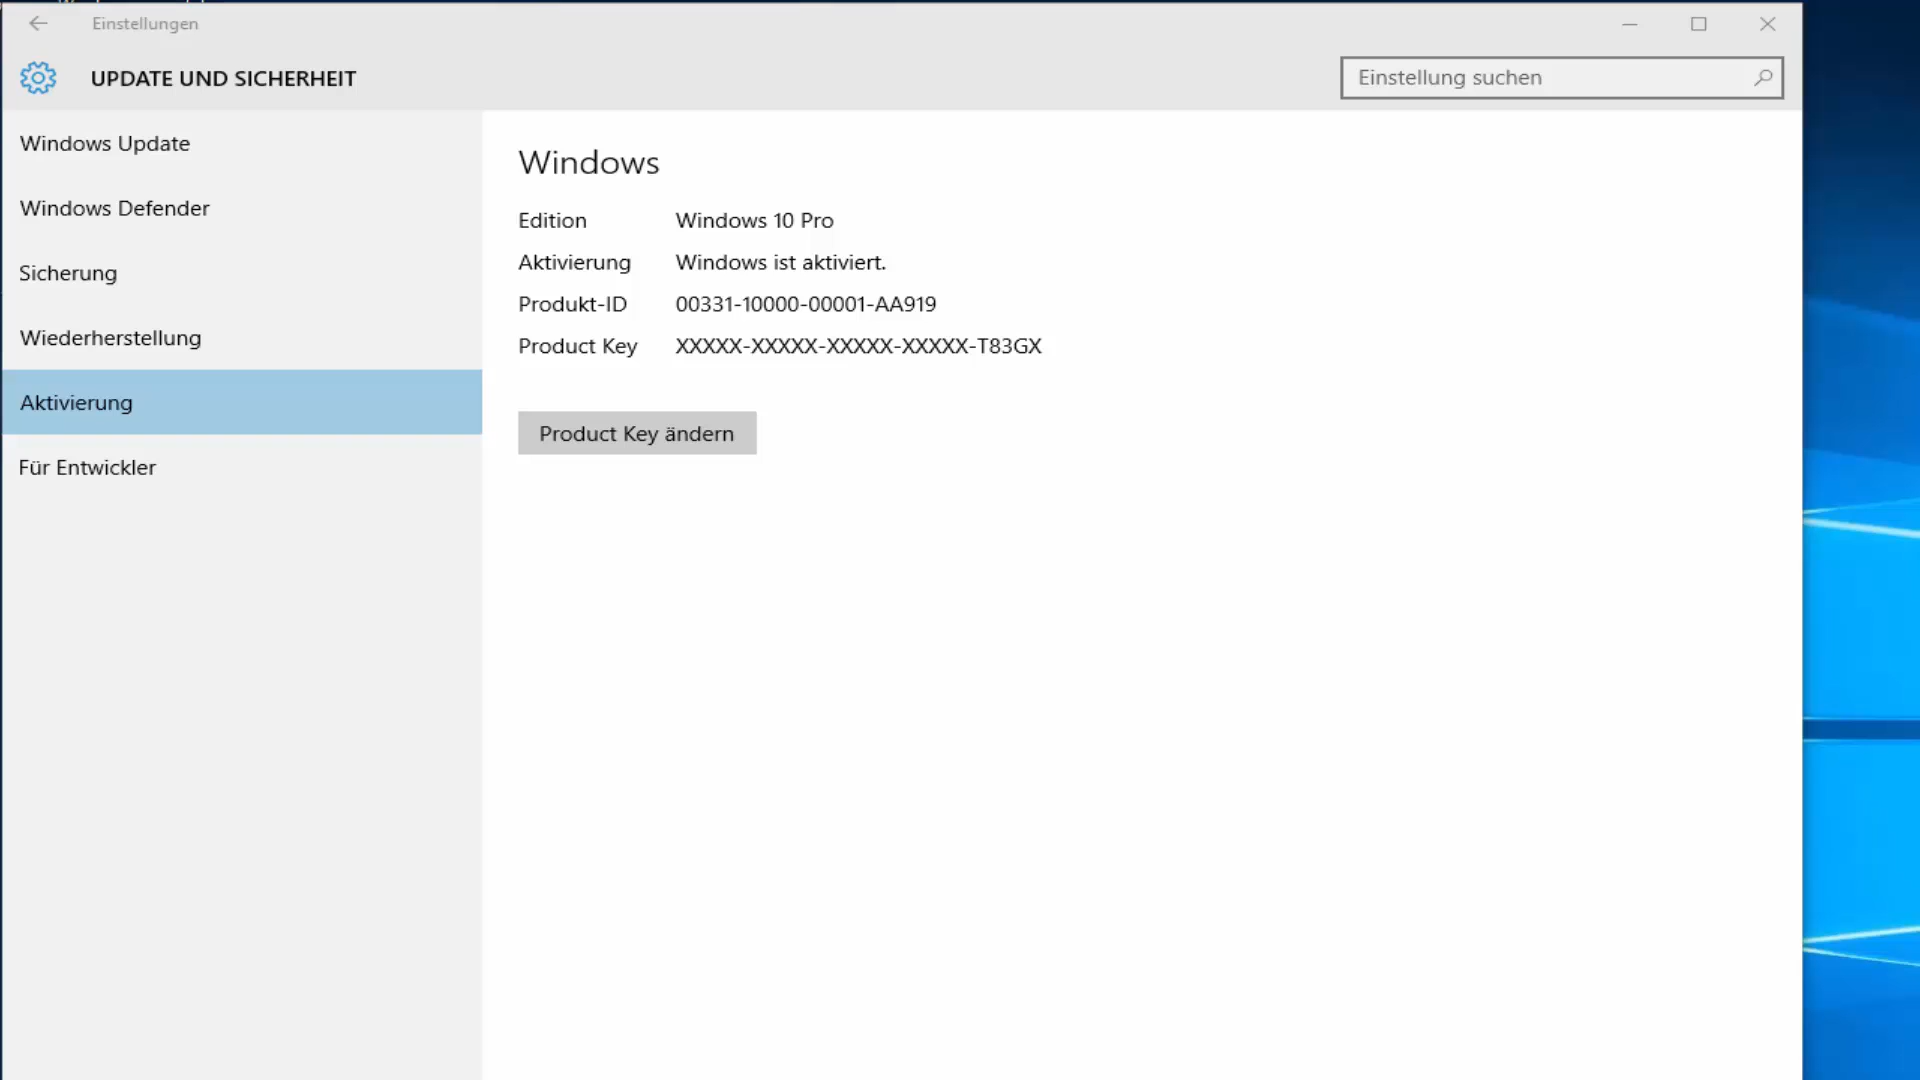 Einstellungen
UPDATE UND SICHERHEIT
Einstellung suchen
Windows Update
Windows Defender
Sicherung
Wiederherstellung
Aktivierung
Für Entwickler
Windows
Edition Windows 10 Pro
Aktivierung Windows ist aktiviert.
Produkt-ID 00331-10000-00001-AA919
Product Key XXXXX-XXXXX-XXXXX-XXXXX-T83GX
Product Key ändern